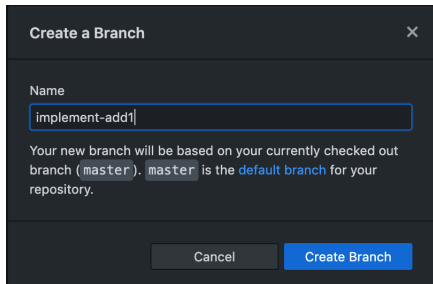 Create a Branch
Name
implement-add1
Your new branch will be based on your currently checked out
branch (master). master is the default branch for your
repository.
Cancel
Create Branch